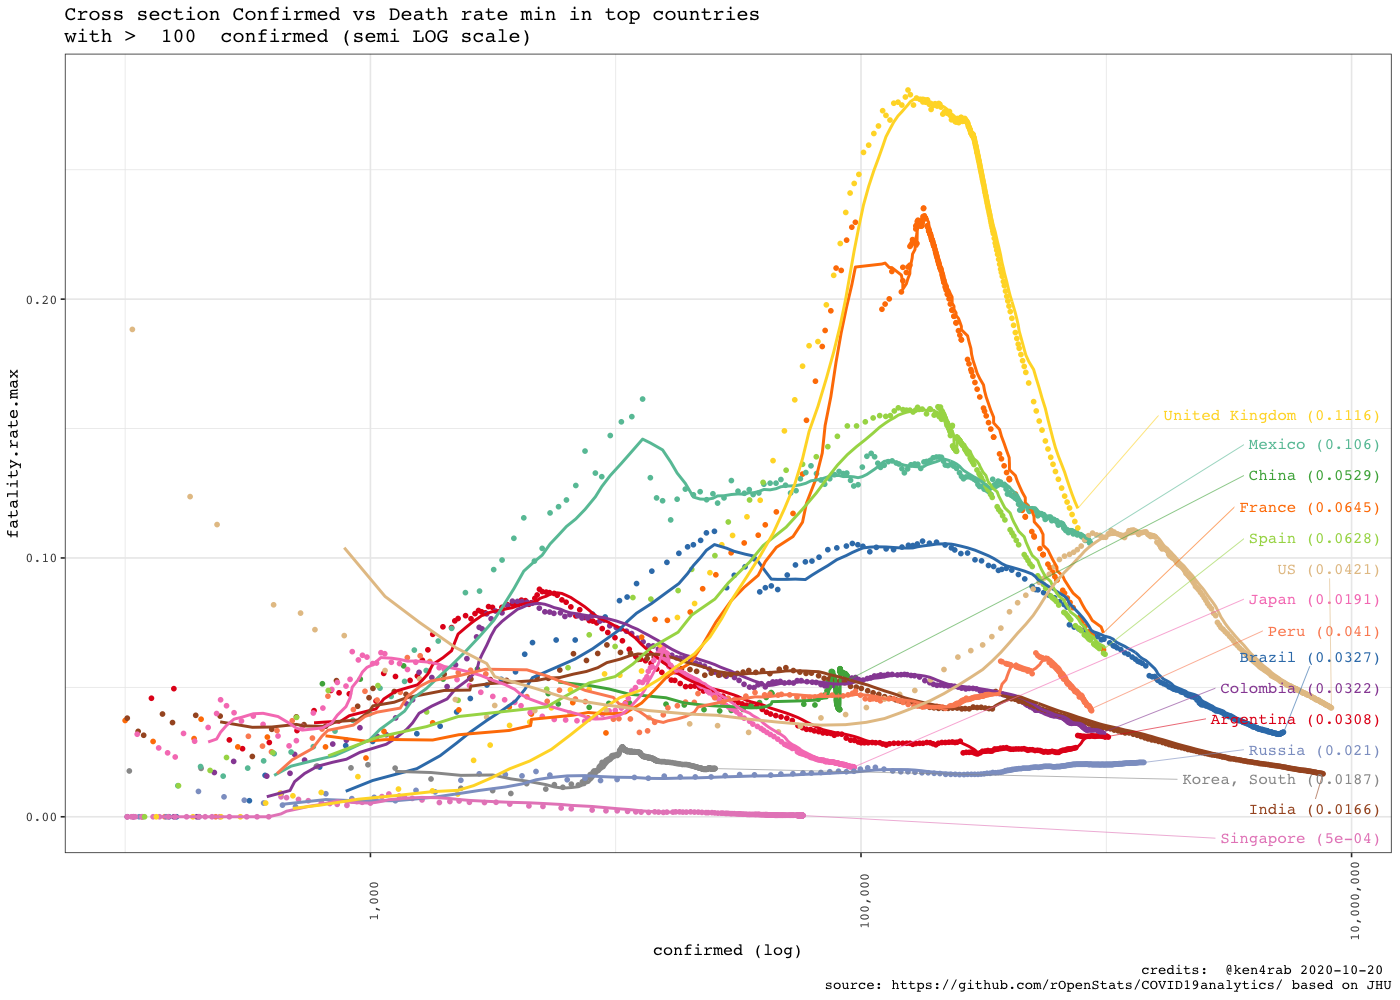 Cross section Confirmed vs Death rate min in top countries
with >  100  confirmed (semi LOG scale)
fatality.rate.max
0.20
0.10
0.00
United Kingdom (0.1116)
Mexico (0.106)
China (0.0529)
France (0.0645)
Spain (0.0628)
US (0.0421)
Japan (0.0191)
Peru (0.041)
Brazil (0.0327)
Colombia (0.0322)
Argentina (0.0308)
Russia (0.021)
Korea, South (0.0187)
India (0.0166)
Singapore (5e-04)
1,000
100,000
10,000,000
confirmed (log)
credits:  @ken4rab 2020-10-20
source: https://github.com/rOpenStats/COVID19analytics/ based on JHU